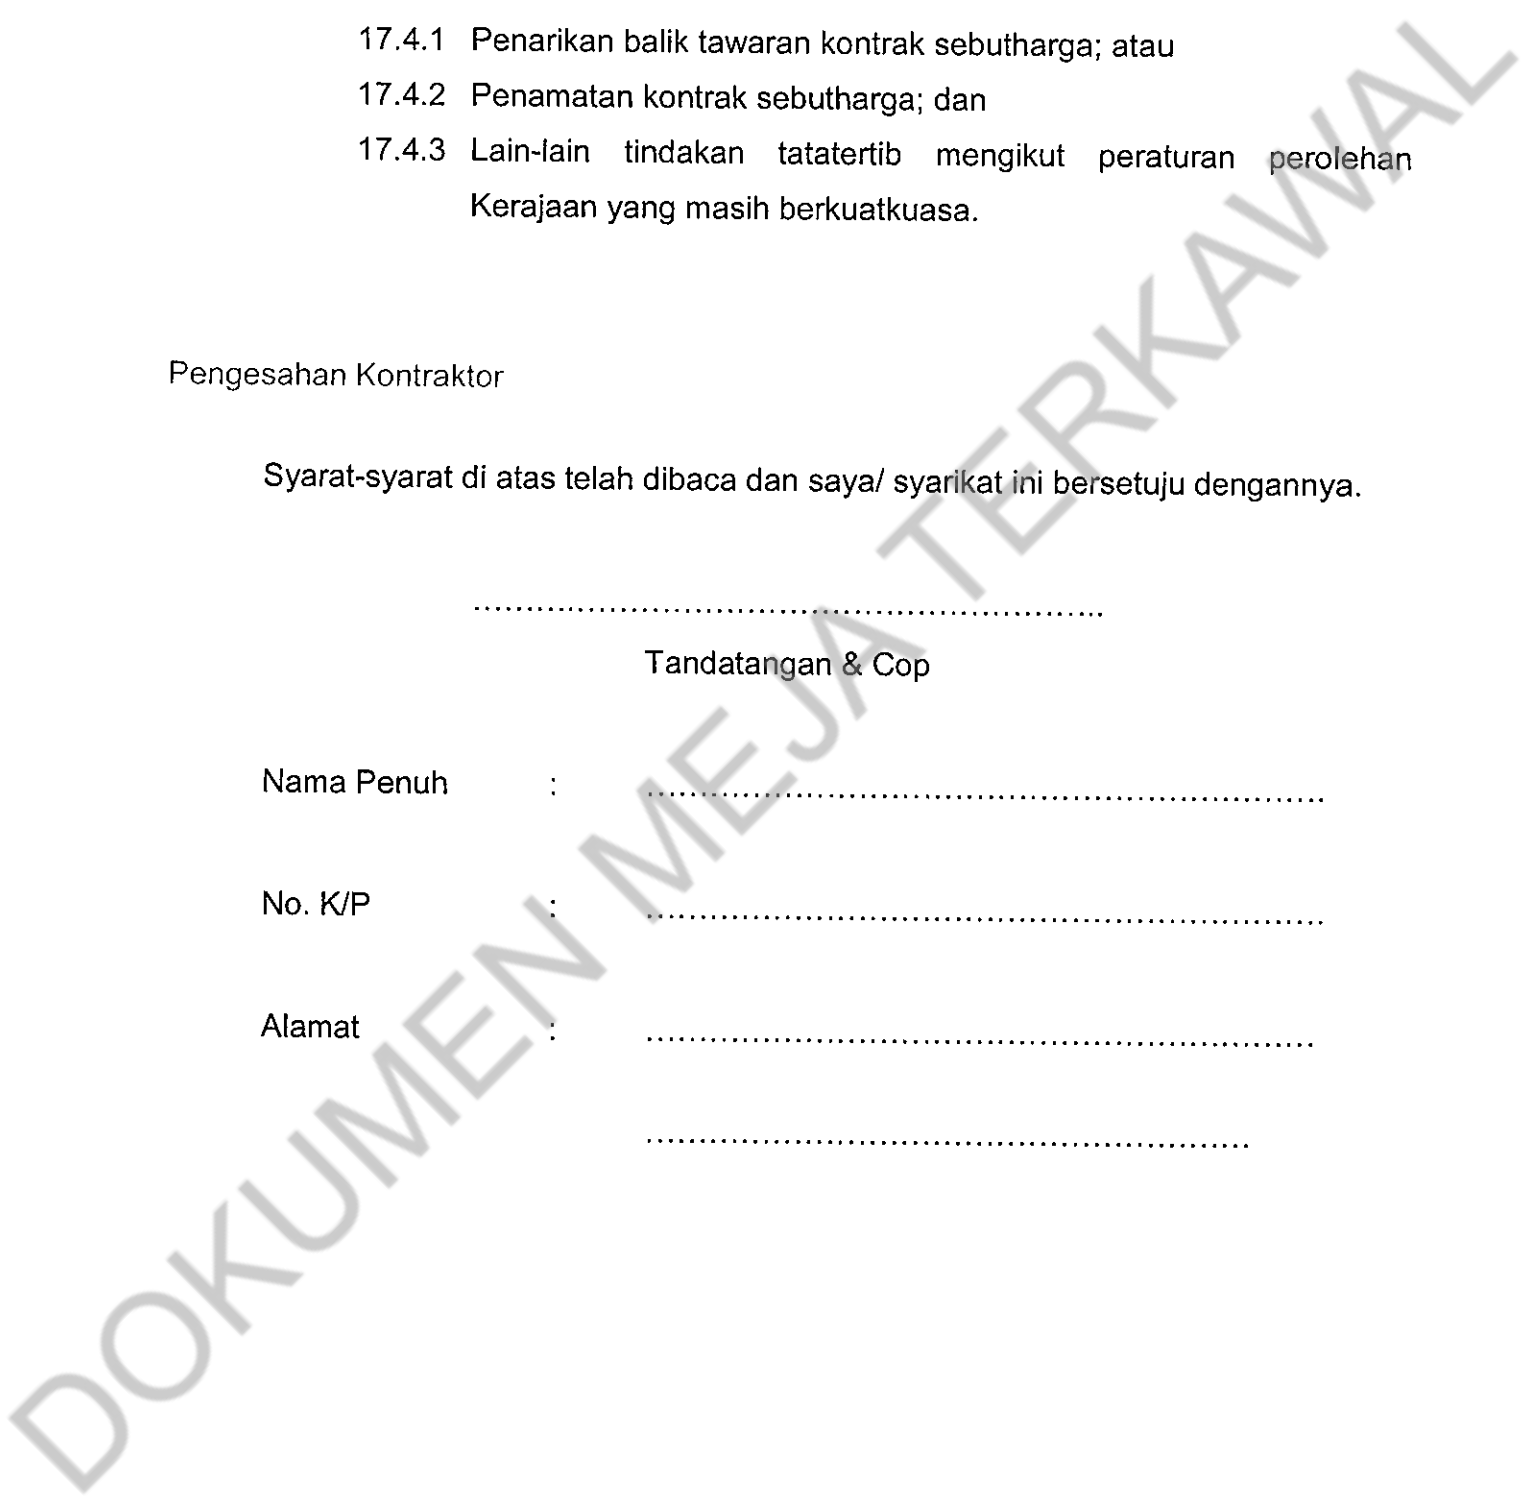 17.4.1 Penarikan balik tawaran kontrak sebutharga; atau
17.4.2 Penamatan kontrak sebutharga; dan
17.4.3 Lain-lain tindakan tatatertib mengikut peraturan perolehan
Kerajaan yang masih berkuatkuasa.
Pengesahan Kontraktor
Syarat-syarat di atas telah dibaca dan saya/ syarikat ini bersetuju dengannya.
............................................................
Tandatangan & Cop
Nama Penuh : ................................................................
No. K/P : ................................................................
Alamat : ...............................................................
.........................................................
DOKUMEN MEJA TERKAWAL